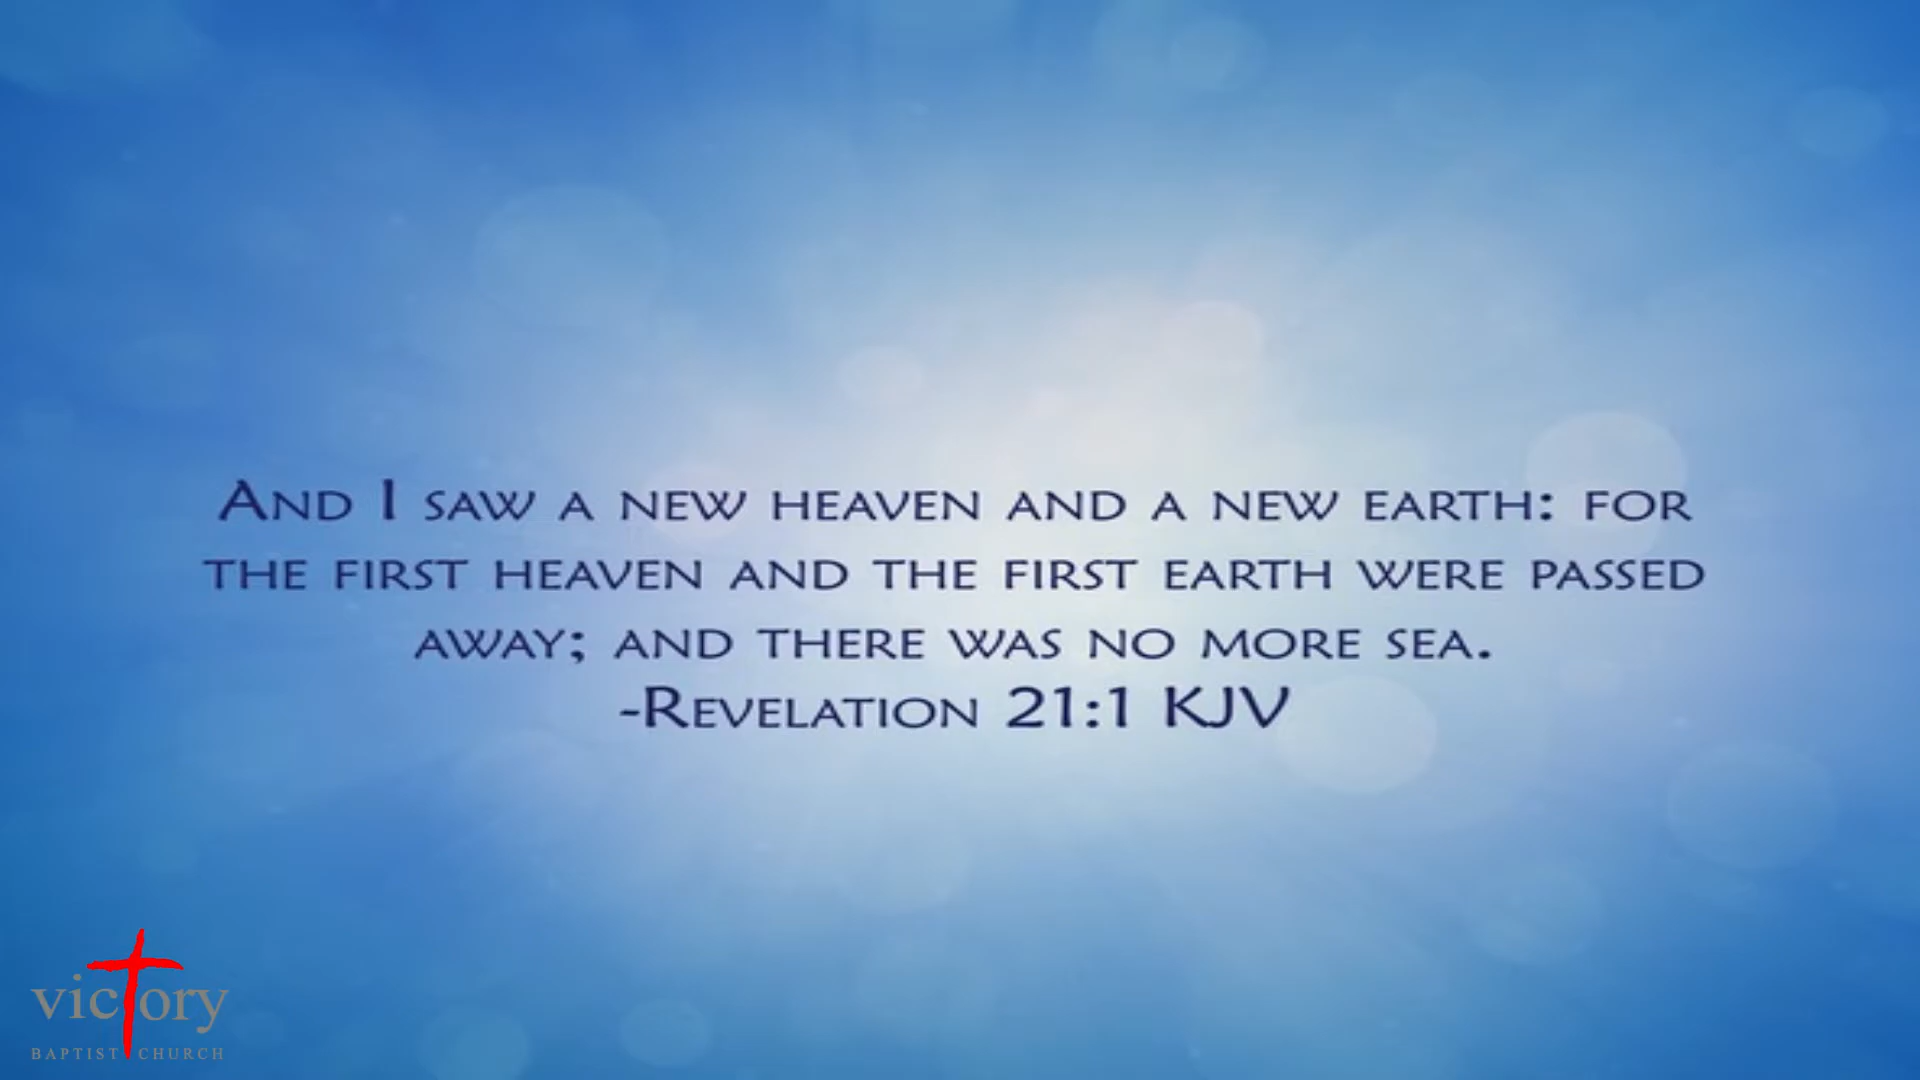 And I saw a new heaven and a new earth: for
the first heaven and the first earth were passed
away; and there was no more sea.
-Revelation 21:1 KJV
victory
BAPTIST CHURCH